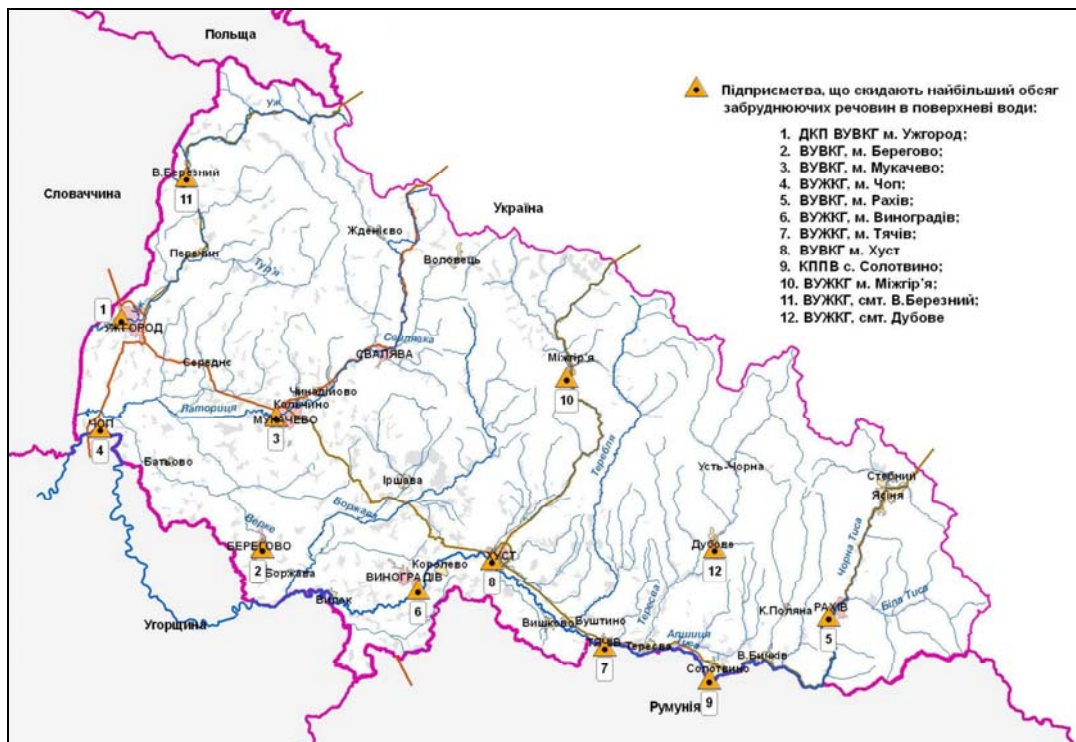 Польща
Підприємства, що скидають найбільший обсяг
забруднюючих речовин в поверхневі води:
1. ДКП ВУВКГ м. Ужгород;
2. ВУВКГ, м. Берегово;
3. ВУВКГ, м. Мукачево;
4. ВУЖКГ, м. Чоп;
5. ВУВКГ, м. Рахів;
6. ВУЖКГ, м. Виноградів;
7. ВУЖКГ, м. Тячів;
8. ВУВКГ м. Хуст
9. КППВ с. Солотвино;
10. ВУЖКГ м. Міжгір'я;
11. ВУЖКГ, смт. В.Березний;
12. ВУЖКГ, смт. Дубове
Уж
В.Березний
11
Словаччина
Україна
Жденієво
Воловець
Перечин
Тур'я
1
УЖГОРОД
Свалявка
СВАЛЯВА
Середнє
Міжгір'я
10
Чинадійово
Кольчино
Латориця
МУКАЧЕВО
3
ЧОП
4
Батьово
Іршава
Теребля
Усть-Чорна
Стебний
Ясіня
Боржава
Верке
БЕРЕГОВО
2
Дубове
12
Чорна Тиса
ХУСТ
8
Королево
ВИНОГРАДІВ
6
Боржава
Вилак
Біла Тиса
Угорщина
Тересва
К.Поляна
РАХІВ
5
Вишково
Буштино
Тересва
7
Апшиця
В.Бичків
Солотвино
9
Румунія